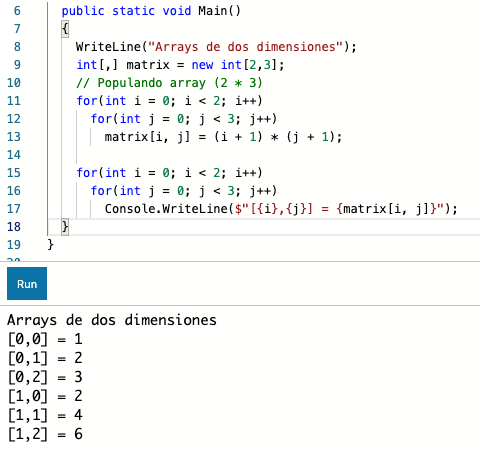 6 public static void Main()
7 {
8 WriteLine("Arrays de dos dimensiones");
9 int[,] matrix = new int[2,3];
10 // Populando array (2 * 3)
11 for(int i = 0; i < 2; i++)
12 for(int j = 0; j < 3; j++)
13 matrix[i, j] = (i + 1) * (j + 1);
14
15 for(int i = 0; i < 2; i++)
16 for(int j = 0; j < 3; j++)
17 Console.WriteLine($"[{i},{j}] = {matrix[i, j]}");
18 }
19 }
Run
Arrays de dos dimensiones
[0,0] = 1
[0,1] = 2
[0,2] = 3
[1,0] = 2
[1,1] = 4
[1,2] = 6